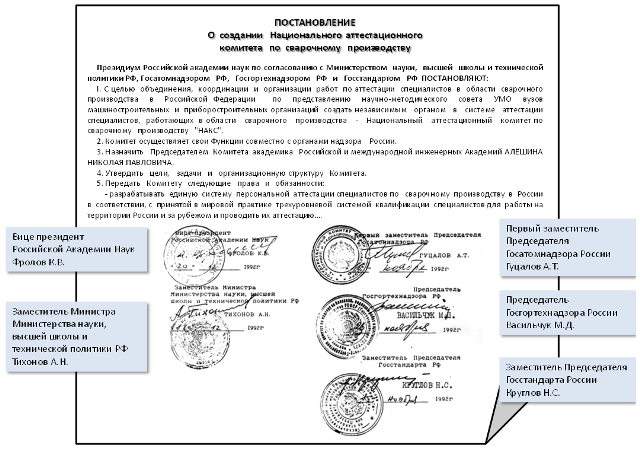 ПОСТАНОВЛЕНИЕ
О создании Национального аттестационного
комитета по сварочному производству
Президиум Российской академии наук по согласованию с Министерством науки, высшей школы и технической
политики РФ, Госатомнадзором РФ, Госгортехнадзором РФ и Госстандартом РФ ПОСТАНОВЛЯЮТ:
1. С целью объединения, координации и организации работ по аттестации специалистов в области сварочного
производства в Российской Федерации по представлению научно-методического совета УМО вузов
машиностроительных и приборостроительных организаций создать независимым органом в системе аттестации
специалистов, работающих в области сварочного производства - Национальный аттестационный комитет по
сварочному производству "НАКС".
2. Комитет осуществляет свои Функции совместно с органами надзора России.
3. Назначить Председателем Комитета академика Российской и международной инженерных Академий АЛЕШИНА
НИКОЛАЯ ПАВЛОВИЧА.
4. Утвердить цели, задачи и организационную структуру Комитета.
5. Передать Комитету следующие права и обязанности:
- разрабатывать единую систему персональной аттестации специалистов по сварочному производству в России
в соответствии, с принятой в мировой практике трехуровневой системой квалификации специалистов для работы на
территории России и за рубежом и проводить их аттестацию....
Вице президент
Российской Академии Наук
Фролов К.В.
Вице-президент
Российской Академии Наук
ФРОЛОВ К.В.
1992г
Первый заместитель Председателя
Госатомнадзора РФ
ГУЦАЛОВ А.Т.
ноября 1992г
Первый заместитель
Председателя
Госатомнадзора России
Гуцалов А.Т.
Заместитель Министра
Министерства науки,
высшей школы и
технической политики РФ
Тихонов А.Н.
Заместитель Министра
Министерства науки, высшей
школы и технической политики РФ
ТИХОНОВ А.Н.
1992г
Председатель
Госгортехнадзора РФ
ВАСИЛЬЧУК М.Д.
ноября 1992г
Председатель
Госгортехнадзора России
Васильчук М.Д.
Заместитель Председателя
Госстандарта РФ
КРУГЛОВ Н.С.
ноября 1992г
Заместитель Председателя
Госстандарта России
Круглов Н.С.